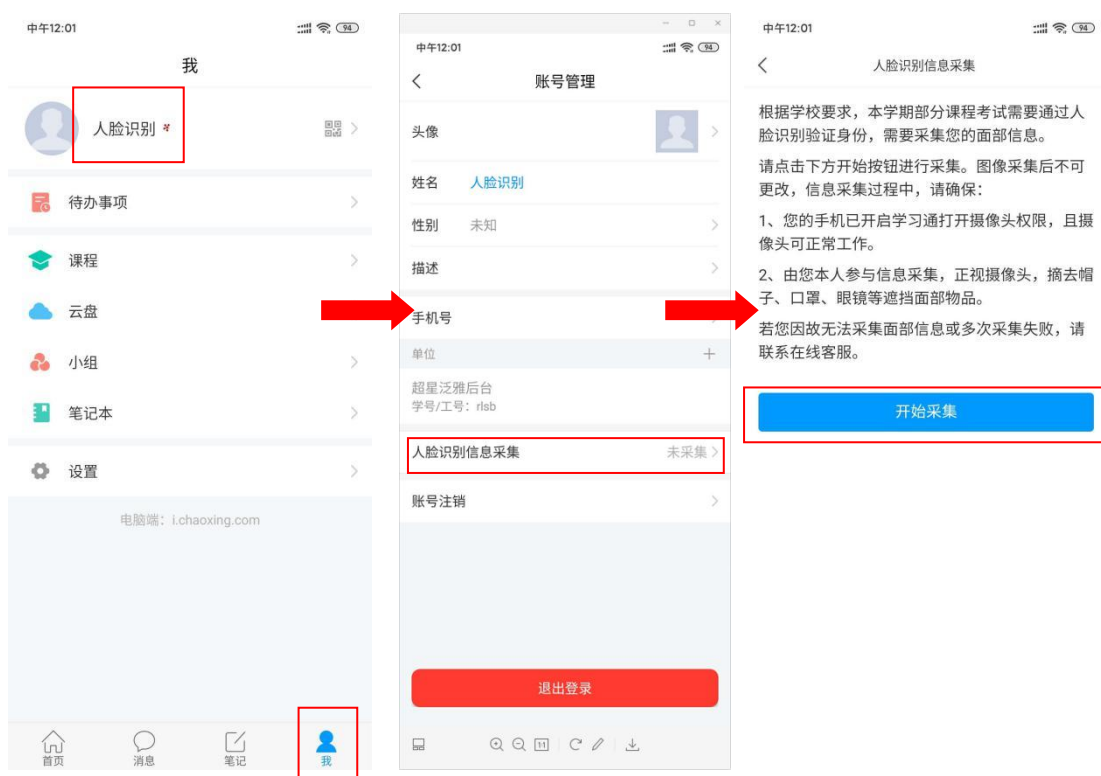 中午12:01
94
我
人脸识别
待办事项
课程
云盘
小组
笔记本
设置
电脑端：i.chaoxing.com
首页
消息
笔记
我
中午12:01
94
账号管理
头像
姓名 人脸识别
性别 未知
描述
手机号
单位
超星泛雅后台
学号/工号：rlsb
人脸识别信息采集 未采集
账号注销
退出登录
1:1
中午12:01
94
人脸识别信息采集
根据学校要求，本学期部分课程考试需要通过人
脸识别验证身份，需要采集您的面部信息。
请点击下方开始按钮进行采集。图像采集后不可
更改，信息采集过程中，请确保：
1、您的手机已开启学习通打开摄像头权限，且摄
像头可正常工作。
2、由您本人参与信息采集，正视摄像头，摘去帽
子、口罩、眼镜等遮挡面部物品。
若您因故无法采集面部信息或多次采集失败，请
联系在线客服。
开始采集